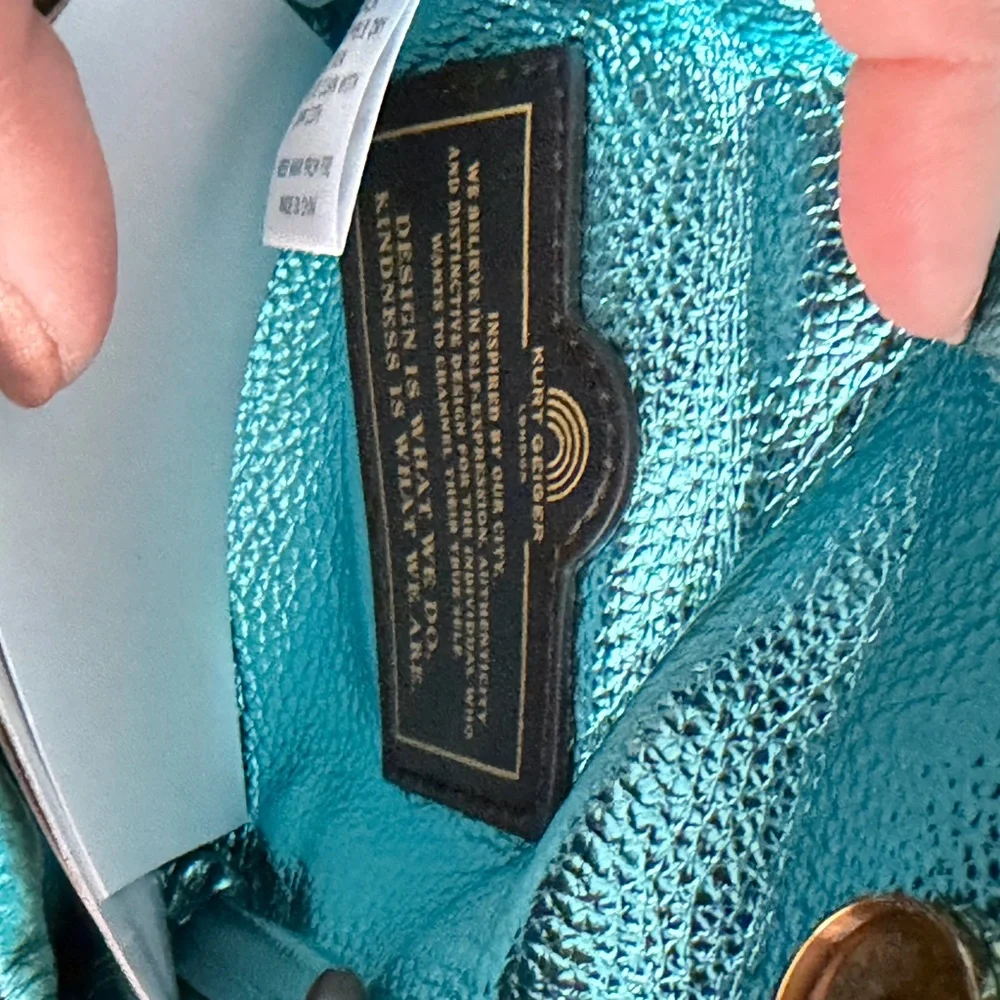 KURT GEIGER
LONDON
INSPIRED BY OUR CITY.
WE BELIEVE IN SELF-EXPRESSION, AUTHENTICITY
AND DISTINCTIVE DESIGN FOR THE INDIVIDUAL WHO
WANTS TO CHANNEL THEIR TRUE SELF
DESIGN IS WHAT WE DO.
KINDNESS IS WHAT WE ARE.